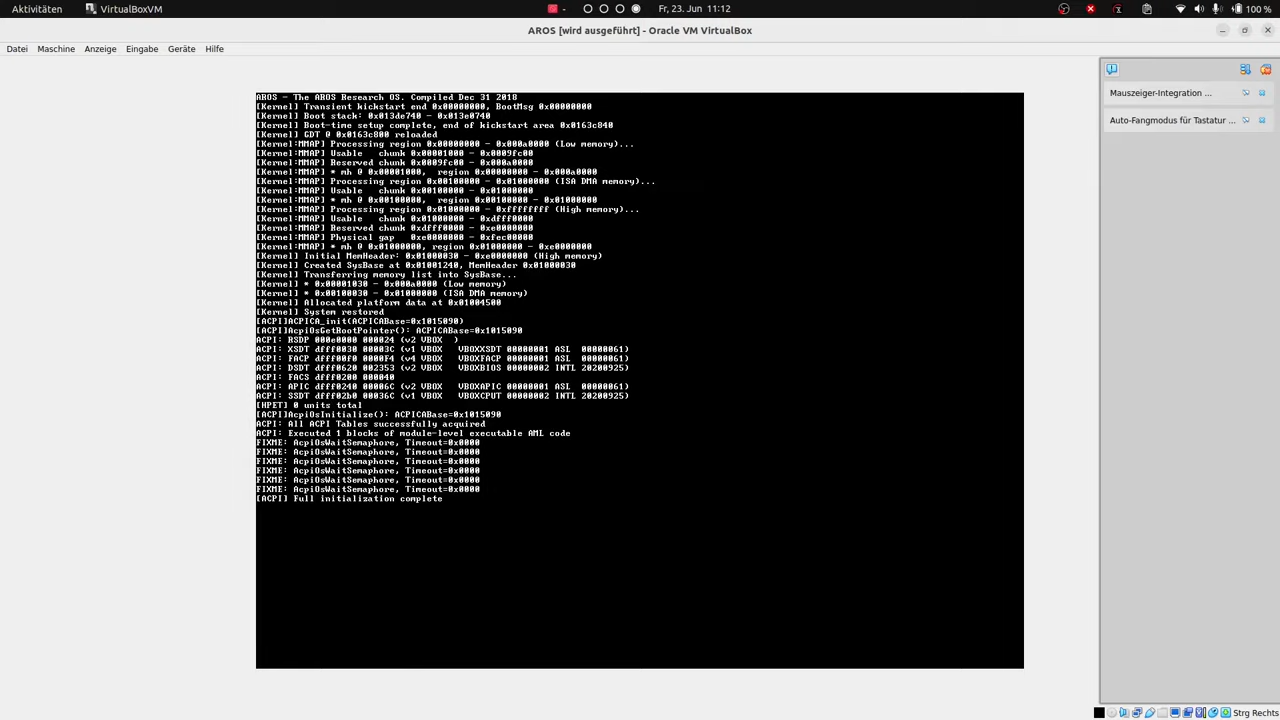 Aktivitäten VirtualBoxVM Fr, 23. Jun 11:12 100 %
AROS [wird ausgeführt] - Oracle VM VirtualBox
Datei Maschine Anzeige Eingabe Geräte Hilfe
AROS - The AROS Research OS. Compiled Dec 31 2018
[Kernel] Transient kickstart end 0x00000000, BootMsg 0x00000000
[Kernel] Boot stack: 0x013de740 - 0x013e0740
[Kernel] Boot-time setup complete, end of kickstart area 0x0163c840
[Kernel] GDT @ 0x0163c800 reloaded
[Kernel:MMAP] Processing region 0x00000000 - 0x000a0000 (Low memory)...
[Kernel:MMAP] Usable   chunk 0x00001000 - 0x0009fc00
[Kernel:MMAP] Reserved chunk 0x0009fc00 - 0x000a0000
[Kernel:MMAP] * mh @ 0x00001000,  region 0x00000000 - 0x000a0000
[Kernel:MMAP] Processing region 0x00100000 - 0x01000000 (ISA DMA memory)...
[Kernel:MMAP] Usable   chunk 0x00100000 - 0x01000000
[Kernel:MMAP] * mh @ 0x00100000,  region 0x00100000 - 0x01000000
[Kernel:MMAP] Processing region 0x01000000 - 0xffffffff (High memory)...
[Kernel:MMAP] Usable   chunk 0x01000000 - 0xdfff0000
[Kernel:MMAP] Reserved chunk 0xdfff0000 - 0xe0000000
[Kernel:MMAP] Physical gap   0xe0000000 - 0xfec00000
[Kernel:MMAP] * mh @ 0x01000000, region 0x01000000 - 0xe0000000
[Kernel] Initial MemHeader: 0x01000030 - 0xe0000000 (High memory)
[Kernel] Created SysBase at 0x01001240, MemHeader 0x01000030
[Kernel] Transferring memory list into SysBase...
[Kernel] * 0x00001030 - 0x000a0000 (Low memory)
[Kernel] * 0x00100030 - 0x01000000 (ISA DMA memory)
[Kernel] Allocated platform data at 0x01004500
[Kernel] System restored
[ACPI]ACPICA_init(ACPICABase=0x1015090)
[ACPI]AcpiOsGetRootPointer(): ACPICABase=0x1015090
ACPI: RSDP 000e0000 000024 (v2 VBOX  )
ACPI: XSDT dfff0030 00003C (v1 VBOX   VBOXXSDT 00000001 ASL  00000061)
ACPI: FACP dfff00f0 0000F4 (v4 VBOX   VBOXFACP 00000001 ASL  00000061)
ACPI: DSDT dfff0620 002353 (v2 VBOX   VBOXBIOS 00000002 INTL 20200925)
ACPI: FACS dfff0200 000040
ACPI: APIC dfff0240 00006C (v2 VBOX   VBOXAPIC 00000001 ASL  00000061)
ACPI: SSDT dfff02b0 00036C (v1 VBOX   VBOXCPUT 00000002 INTL 20200925)
[HPET] 0 units total
[ACPI]AcpiOsInitialize(): ACPICABase=0x1015090
ACPI: All ACPI Tables successfully acquired
ACPI: Executed 1 blocks of module-level executable AML code
FIXME: AcpiOsWaitSemaphore, Timeout=0x0000
FIXME: AcpiOsWaitSemaphore, Timeout=0x0000
FIXME: AcpiOsWaitSemaphore, Timeout=0x0000
FIXME: AcpiOsWaitSemaphore, Timeout=0x0000
FIXME: AcpiOsWaitSemaphore, Timeout=0x0000
FIXME: AcpiOsWaitSemaphore, Timeout=0x0000
[ACPI] Full initialization complete
Mauszeiger-Integration ...
Auto-Fangmodus für Tastatur ...
Strg Rechts